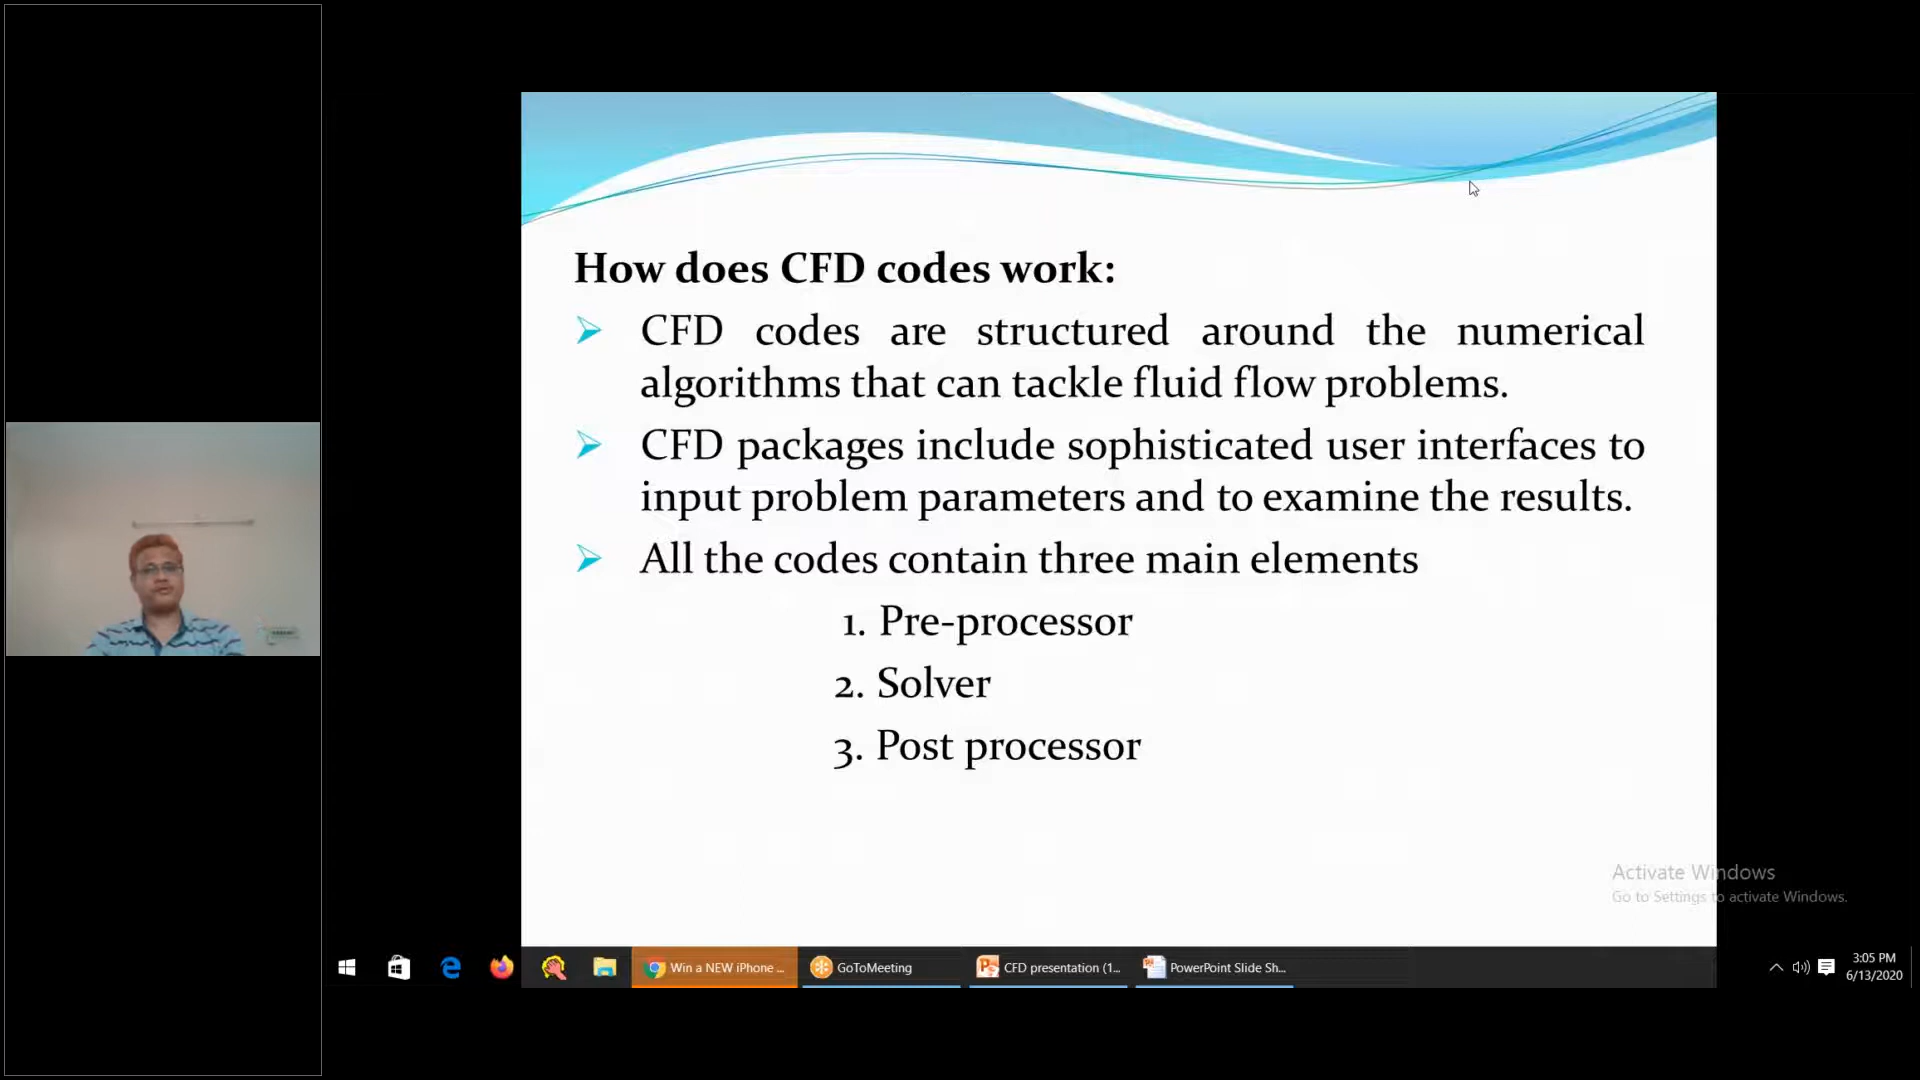 How does CFD codes work:
CFD codes are structured around the numerical
algorithms that can tackle fluid flow problems.
CFD packages include sophisticated user interfaces to
input problem parameters and to examine the results.
All the codes contain three main elements
1. Pre-processor
2. Solver
3. Post processor
Activate Windows
Go to Settings to activate Windows.
Win a NEW iPhone ...
GoToMeeting
CFD presentation (1...
PowerPoint Slide Sh...
3:05 PM
6/13/2020